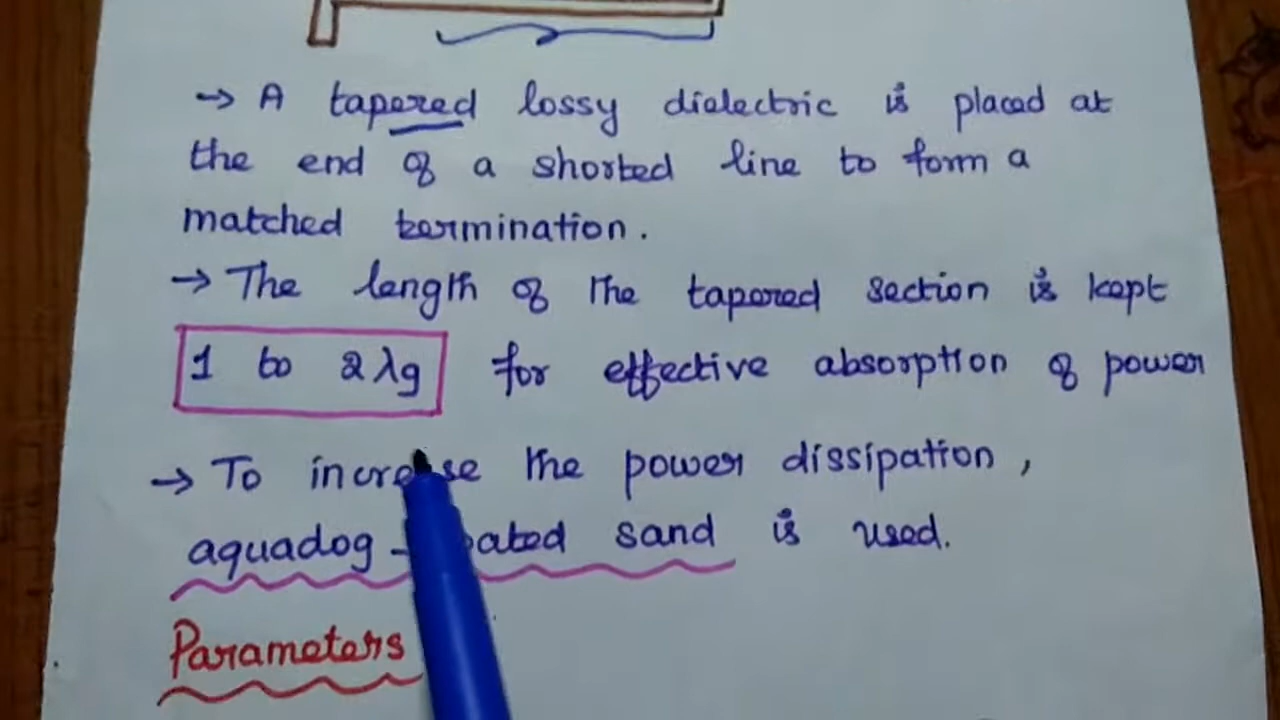 → A tapered lossy dielectric is placed at
the end of a shorted line to form a
matched termination.
→ The length of the tapered section is kept
1 to 2λg for effective absorption of power
→ To the power dissipation,
aquadog - sand is used.
Parameters